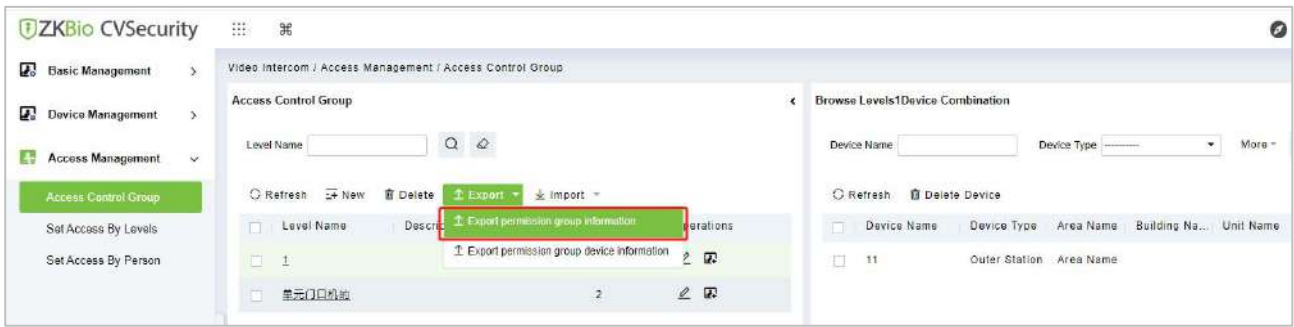 ZKBio CVSecurity
Basic Management
Device Management
Access Management
Access Control Group
Set Access By Levels
Set Access By Person
Video Intercom / Access Management / Access Control Group
Access Control Group
Level Name
Refresh New Delete Export Import
Export permission group information
Export permission group device information
Level Name Descri perations
1
单元门口机的 2
Browse Levels1Device Combination
Device Name Device Type ---------- More
Refresh Delete Device
Device Name Device Type Area Name Building Na... Unit Name
11 Outer Station Area Name